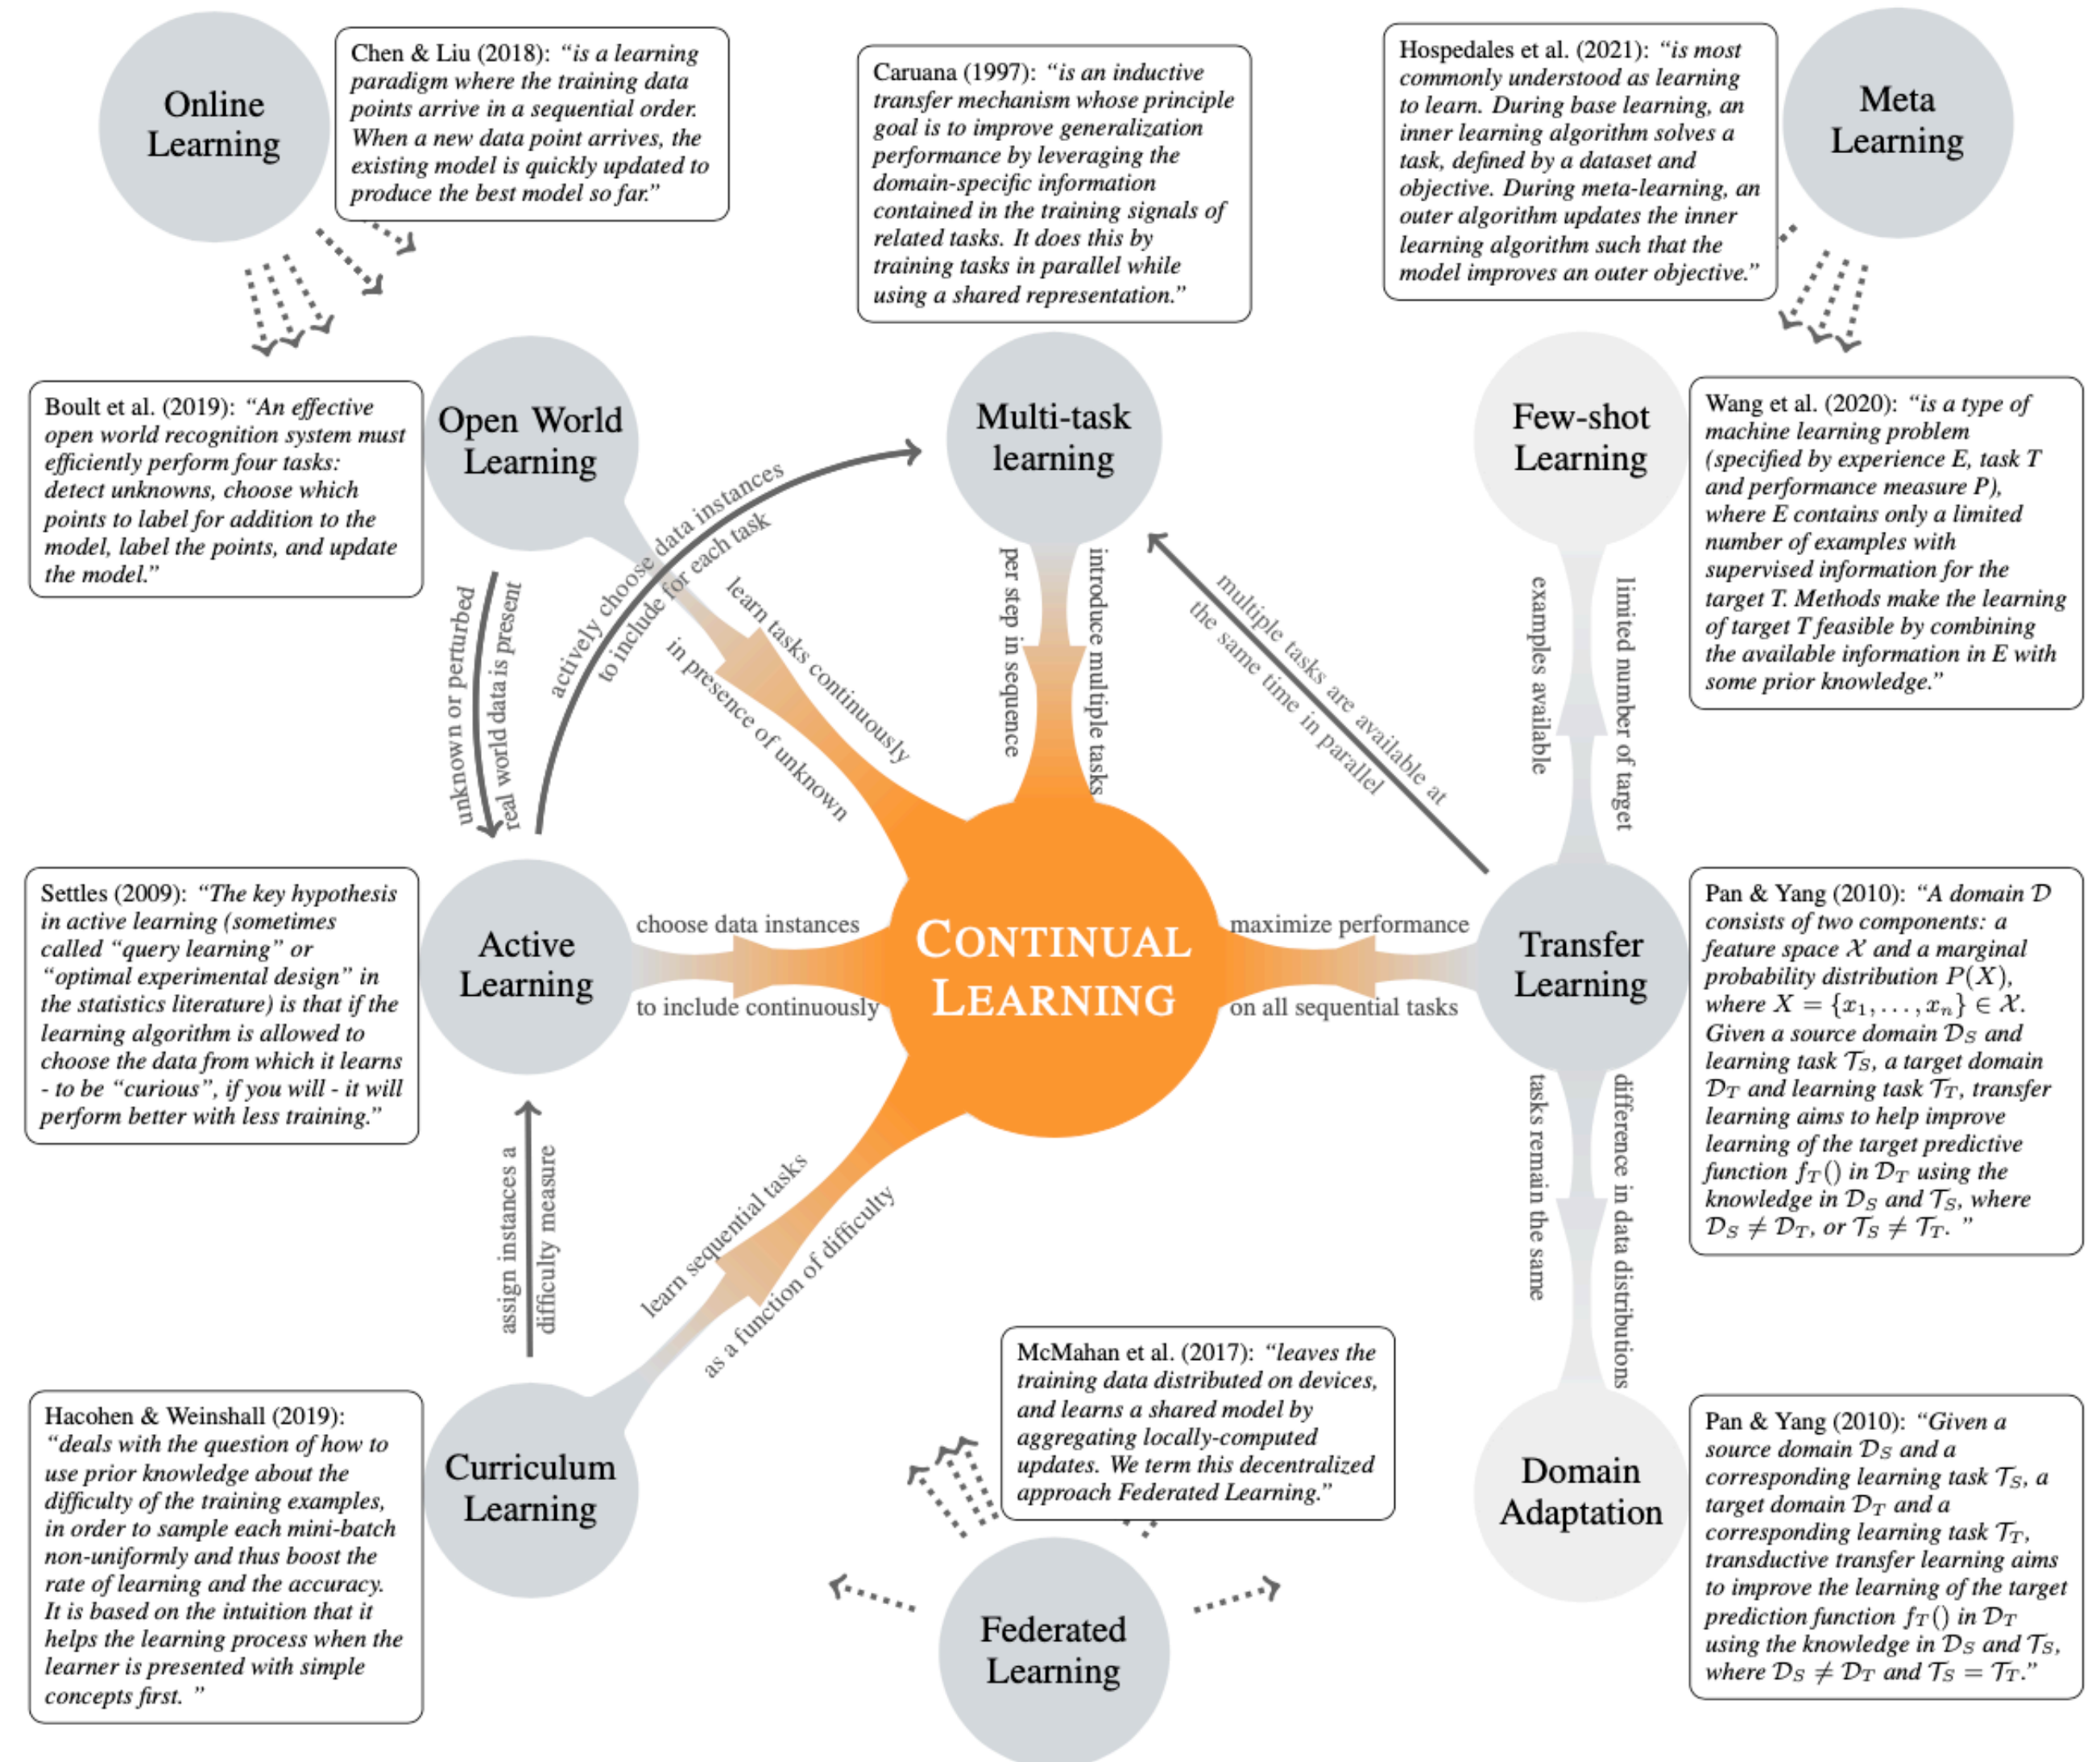 Online
Learning
Chen & Liu (2018): “is a learning
paradigm where the training data
points arrive in a sequential order.
When a new data point arrives, the
existing model is quickly updated to
produce the best model so far.”
Caruana (1997): “is an inductive
transfer mechanism whose principle
goal is to improve generalization
performance by leveraging the
domain-specific information
contained in the training signals of
related tasks. It does this by
training tasks in parallel while
using a shared representation.”
Hospedales et al. (2021): “is most
commonly understood as learning
to learn. During base learning, an
inner learning algorithm solves a
task, defined by a dataset and
objective. During meta-learning, an
outer algorithm updates the inner
learning algorithm such that the
model improves an outer objective.”
Meta
Learning
Boult et al. (2019): “An effective
open world recognition system must
efficiently perform four tasks:
detect unknowns, choose which
points to label for addition to the
model, label the points, and update
the model.”
Open World
Learning
Multi-task
learning
Few-shot
Learning
Wang et al. (2020): “is a type of
machine learning problem
(specified by experience E, task T
and performance measure P),
where E contains only a limited
number of examples with
supervised information for the
target T. Methods make the learning
of target T feasible by combining
the available information in E with
some prior knowledge.”
unknown or perturbed
real world data is present
actively choose data instances
to include for each task
learn tasks continuously
in presence of unknown
introduce multiple tasks
per step in sequence
multiple tasks are available at
the same time in parallel
limited number of target
examples available
Settles (2009): “The key hypothesis
in active learning (sometimes
called “query learning” or
“optimal experimental design” in
the statistics literature) is that if the
learning algorithm is allowed to
choose the data from which it learns
- to be “curious”, if you will - it will
perform better with less training.”
Active
Learning
choose data instances
to include continuously
CONTINUAL
LEARNING
maximize performance
on all sequential tasks
Transfer
Learning
Pan & Yang (2010): “A domain 𝒟
consists of two components: a
feature space 𝒳 and a marginal
probability distribution P(X),
where X = {x₁, . . . , xₙ} ∈ 𝒳.
Given a source domain 𝒟_S and
learning task 𝒯_S, a target domain
𝒟_T and learning task 𝒯_T, transfer
learning aims to help improve
learning of the target predictive
function f_T() in 𝒟_T using the
knowledge in 𝒟_S and 𝒯_S, where
𝒟_S ≠ 𝒟_T, or 𝒯_S ≠ 𝒯_T. ”
assign instances a
difficulty measure
learn sequential tasks
as a function of difficulty
difference in data distributions
tasks remain the same
Hacohen & Weinshall (2019):
“deals with the question of how to
use prior knowledge about the
difficulty of the training examples,
in order to sample each mini-batch
non-uniformly and thus boost the
rate of learning and the accuracy.
It is based on the intuition that it
helps the learning process when the
learner is presented with simple
concepts first. ”
Curriculum
Learning
McMahan et al. (2017): “leaves the
training data distributed on devices,
and learns a shared model by
aggregating locally-computed
updates. We term this decentralized
approach Federated Learning.”
Federated
Learning
Domain
Adaptation
Pan & Yang (2010): “Given a
source domain 𝒟_S and a
corresponding learning task 𝒯_S, a
target domain 𝒟_T and a
corresponding learning task 𝒯_T,
transductive transfer learning aims
to improve the learning of the target
prediction function f_T() in 𝒟_T
using the knowledge in 𝒟_S and 𝒯_S,
where 𝒟_S ≠ 𝒟_T and 𝒯_S = 𝒯_T.”